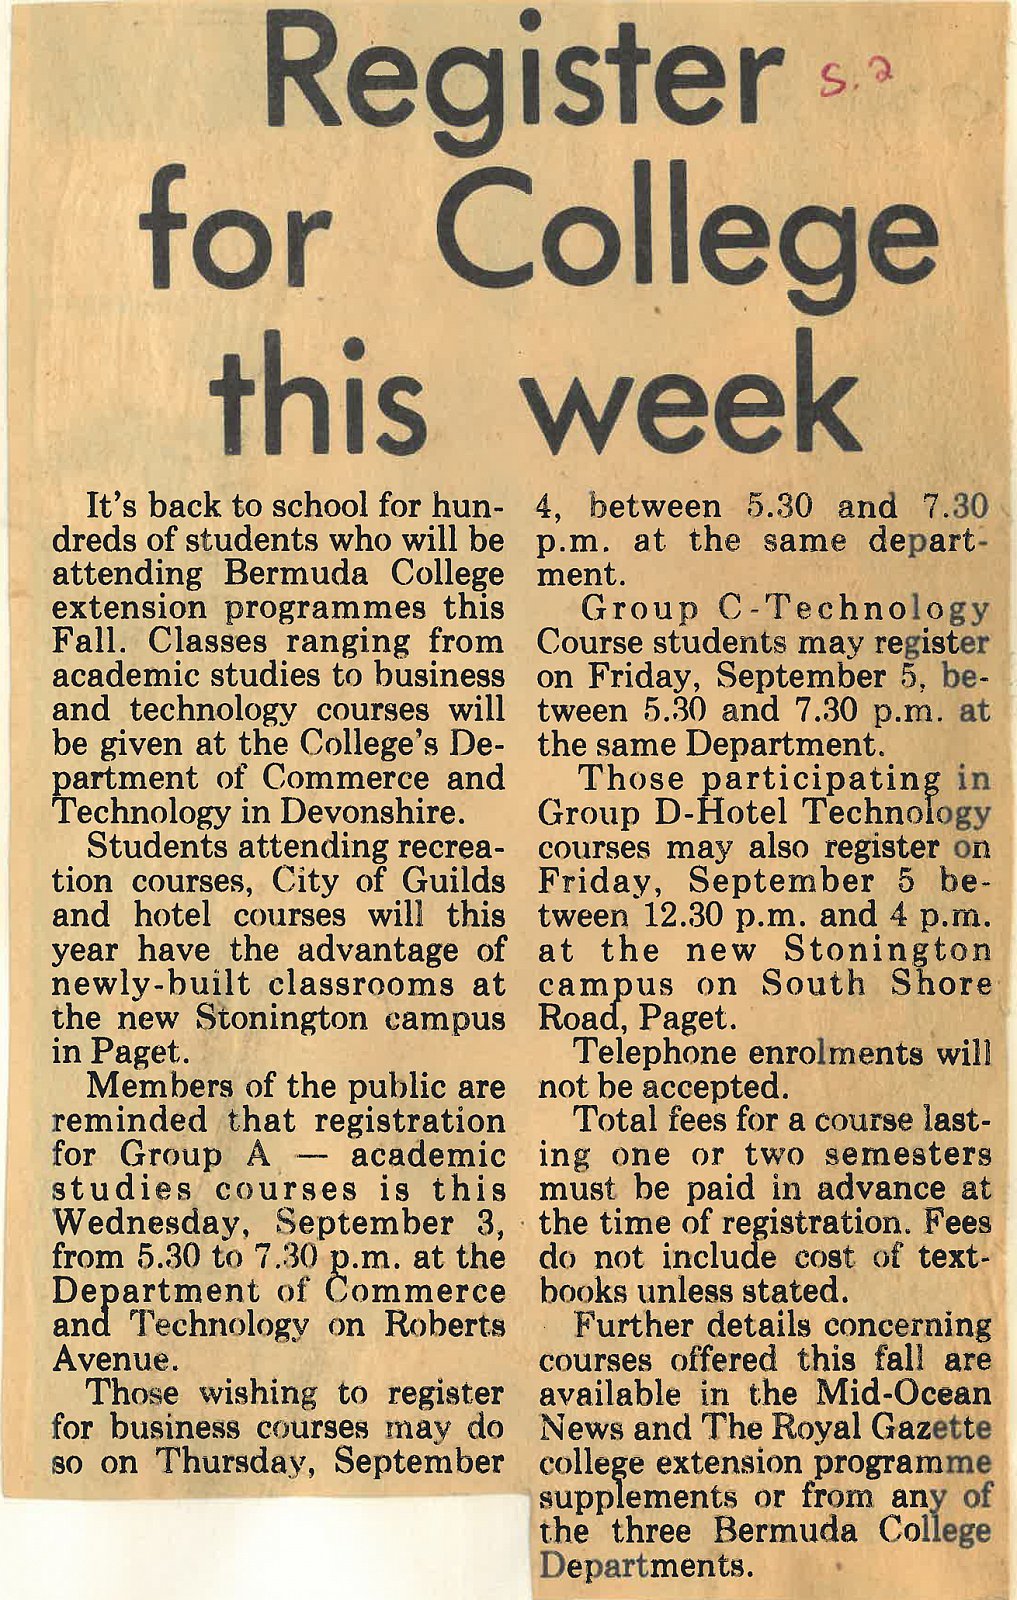 Register
S. 2
for College
this week
It's back to school for hun-
dreds of students who will be
attending Bermuda College
extension programmes this
Fall. Classes ranging from
academic studies to business
and technology courses will
be given at the College's De-
partment of Commerce and
Technology in Devonshire.
Students attending recrea-
tion courses, City of Guilds
and hotel courses will this
year have the advantage of
newly-built classrooms at
the new Stonington campus
in Paget.
Members of the public are
reminded that registration
for Group A — academic
studies courses is this
Wednesday, September 3,
from 5.30 to 7.30 p.m. at the
Department of Commerce
and Technology on Roberts
Avenue.
Those wishing to register
for business courses may do
so on Thursday, September
4, between 5.30 and 7.30
p.m. at the same depart-
ment.
Group C-Technology
Course students may register
on Friday, September 5, be-
tween 5.30 and 7.30 p.m. at
the same Department.
Those participating in
Group D-Hotel Technology
courses may also register on
Friday, September 5 be-
tween 12.30 p.m. and 4 p.m.
at the new Stonington
campus on South Shore
Road, Paget.
Telephone enrolments will
not be accepted.
Total fees for a course last-
ing one or two semesters
must be paid in advance at
the time of registration. Fees
do not include cost of text-
books unless stated.
Further details concerning
courses offered this fall are
available in the Mid-Ocean
News and The Royal Gazette
college extension programme
supplements or from any of
the three Bermuda College
Departments.